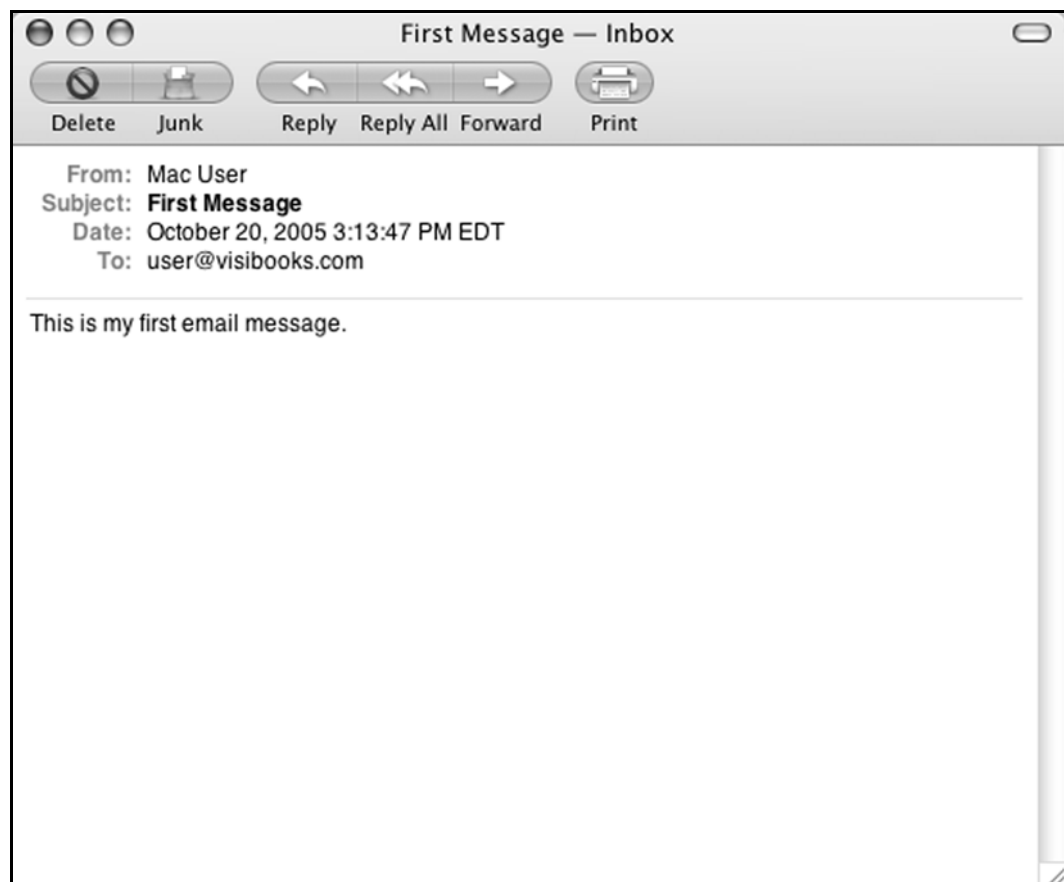 First Message — Inbox
Delete Junk Reply Reply All Forward Print
From: Mac User
Subject: First Message
Date: October 20, 2005 3:13:47 PM EDT
To: user@visibooks.com
This is my first email message.